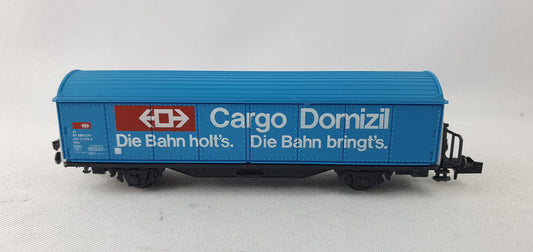 Cargo Domizil
Die Bahn holt's. Die Bahn bringt's.